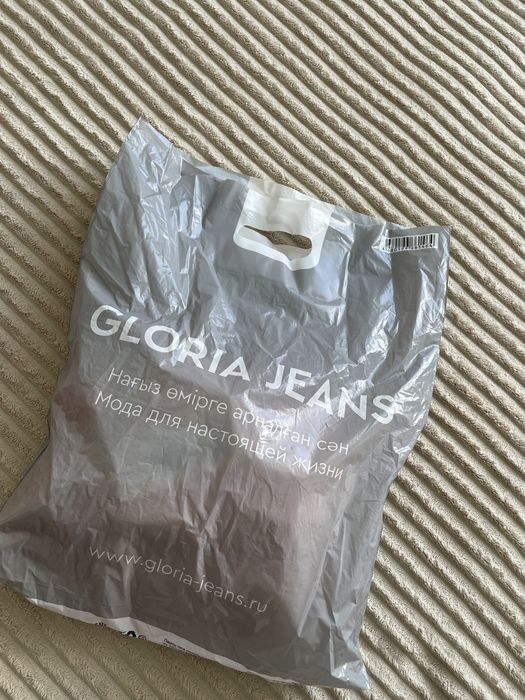 GLORIA JEANS
Нағыз өмірге арналған сән
Мода для настоящей жизни
www.gloria-jeans.ru